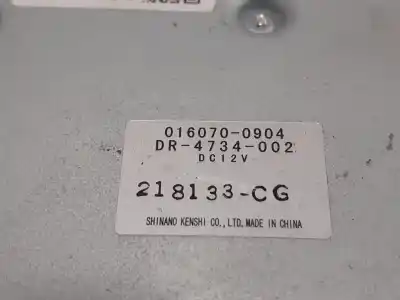 016070-0904
DR-4734-002
DC12V
218133-CG
SHINANO KENSHI CO., LTD. MADE IN CHINA